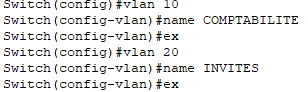 Switch(config)#vlan 10
Switch(config-vlan)#name COMPTABILITE
Switch(config-vlan)#ex
Switch(config)#vlan 20
Switch(config-vlan)#name INVITES
Switch(config-vlan)#ex